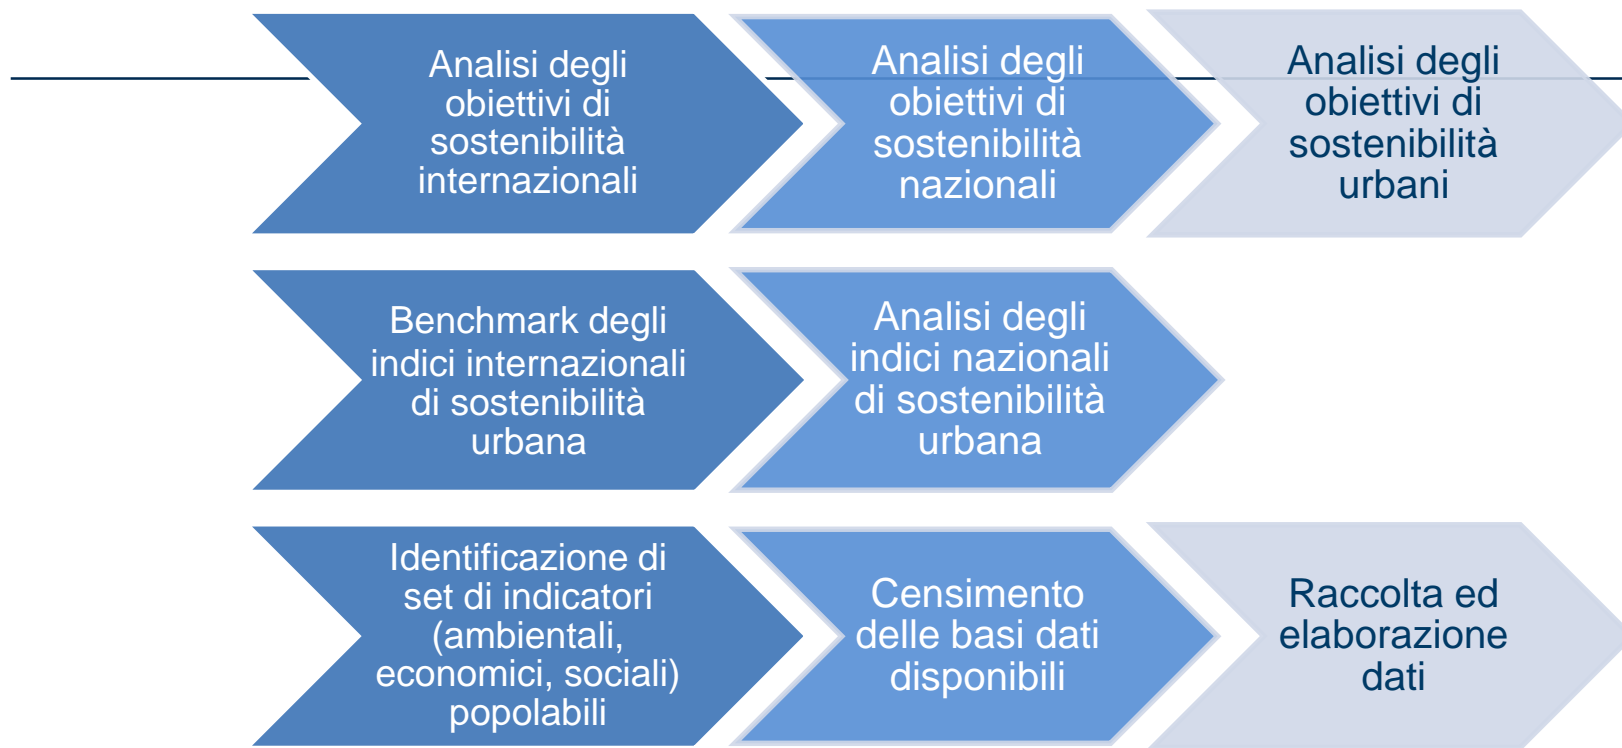 Analisi degli
obiettivi di
sostenibilità
internazionali
Analisi degli
obiettivi di
sostenibilità
nazionali
Analisi degli
obiettivi di
sostenibilità
urbani
Benchmark degli
indici internazionali
di sostenibilità
urbana
Analisi degli
indici nazionali
di sostenibilità
urbana
Identificazione di
set di indicatori
(ambientali,
economici, sociali)
popolabili
Censimento
delle basi dati
disponibili
Raccolta ed
elaborazione
dati